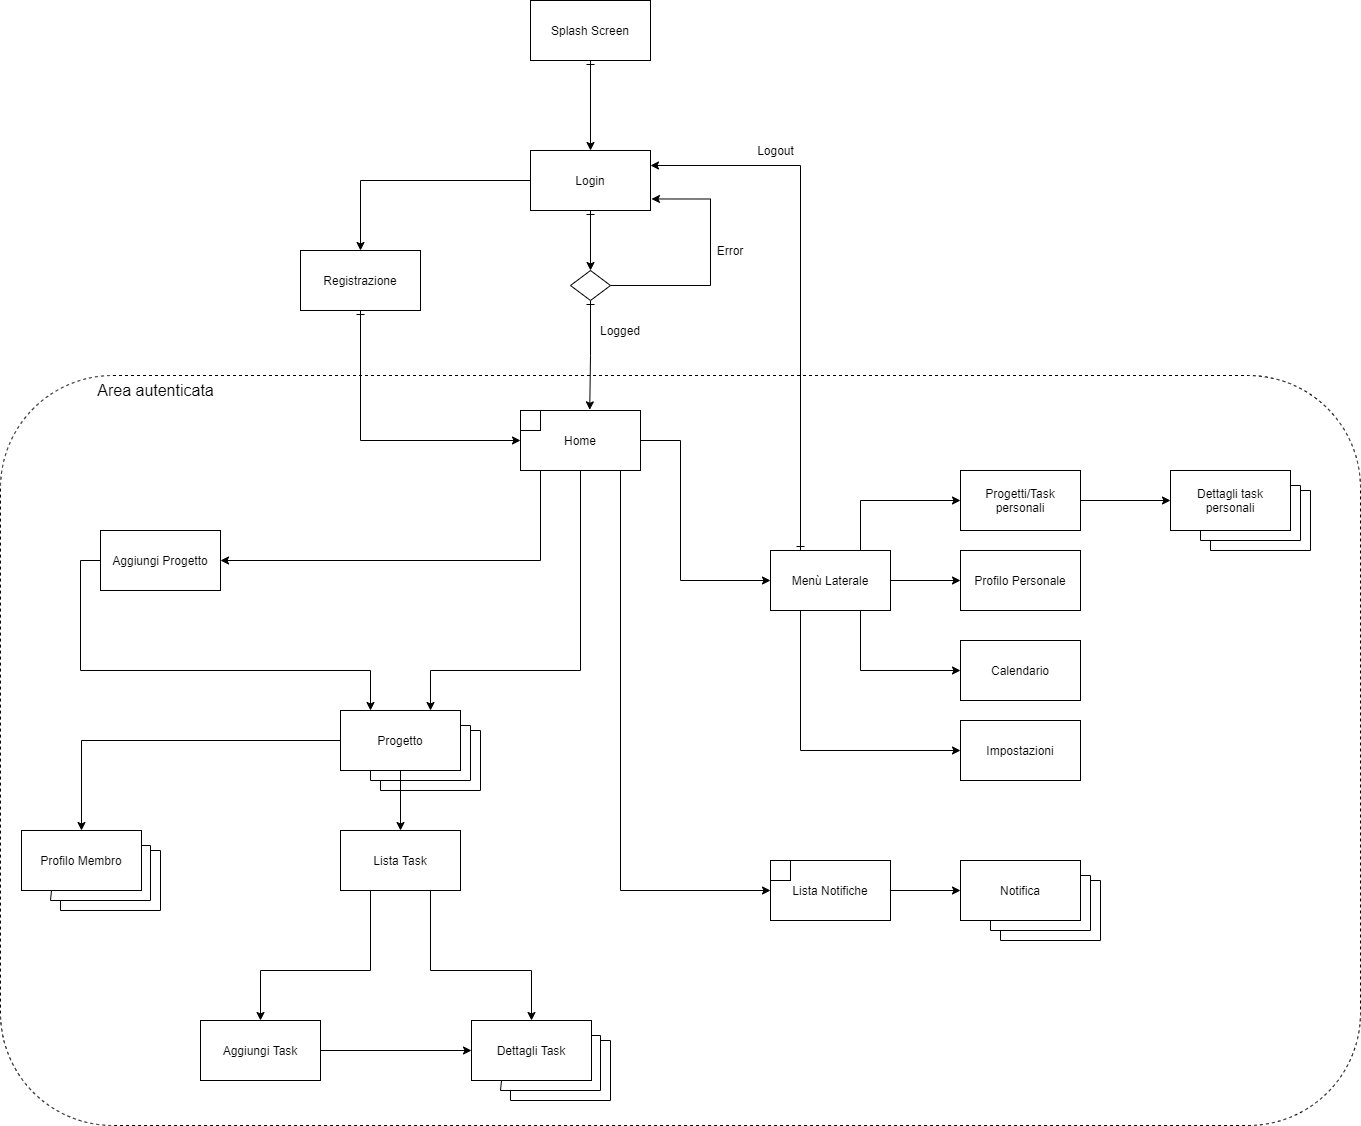 Splash Screen
Logout
Login
Error
Registrazione
Logged
Area autenticata
Home
Progetti/Task
personali
Dettagli task
personali
Aggiungi Progetto
Menù Laterale
Profilo Personale
Calendario
Progetto
Impostazioni
Profilo Membro
Lista Task
Lista Notifiche
Notifica
Aggiungi Task
Dettagli Task